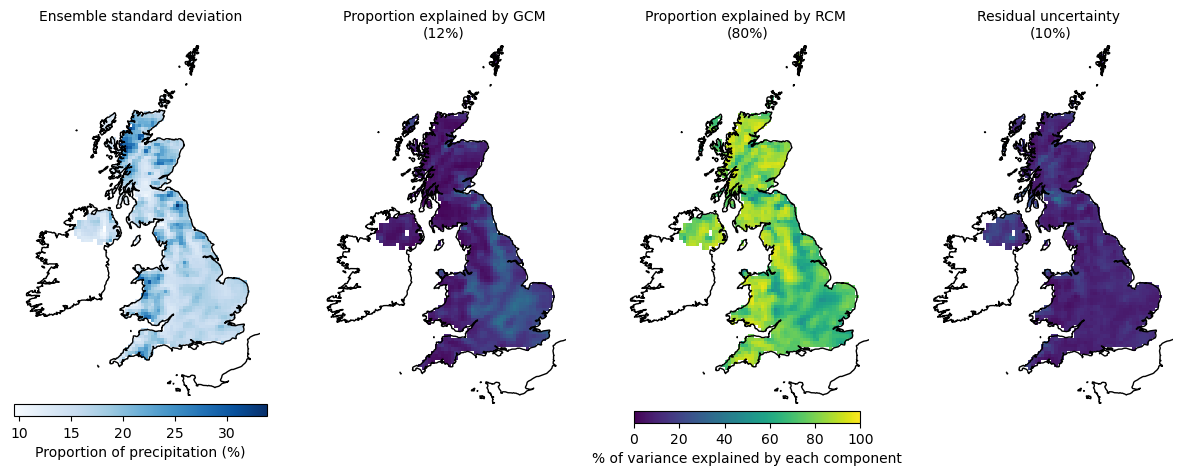 Ensemble standard deviation
Proportion explained by GCM
(12%)
Proportion explained by RCM
(80%)
Residual uncertainty
(10%)
10 15 20 25 30
Proportion of precipitation (%)
0 20 40 60 80 100
% of variance explained by each component